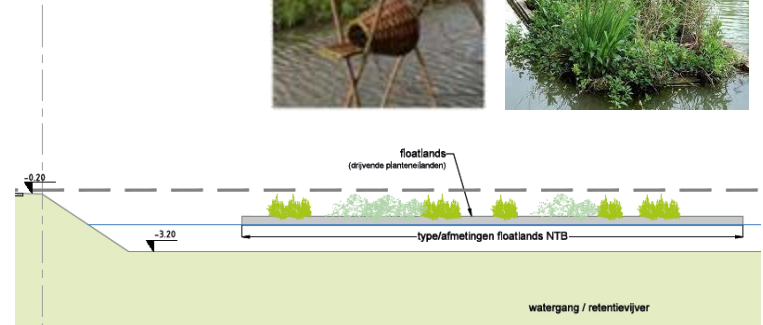 floatlands
(drijvende planteneilanden)
-0.20
type/afmetingen floatlands NTB
-3.20
watergang / retentievijver